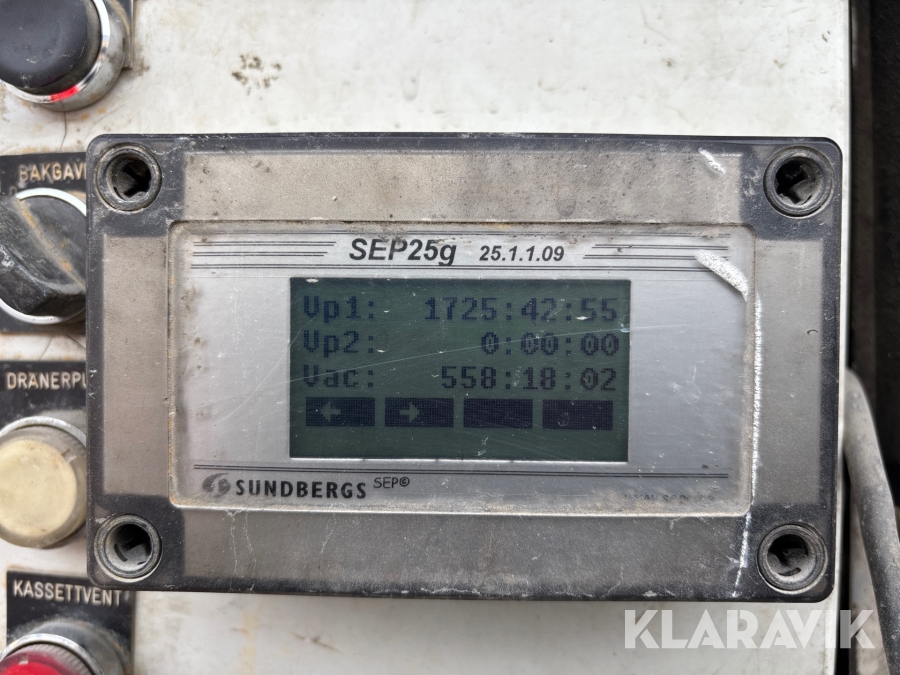 BAKGAV
SEP25g 25.1.1.09
Vp1: 1725:42:55
Vp2: 0:00:00
Vac: 558:18:02
← →
DRANERPU
SUNDBERGS SEP©
KASSETTVENT
KLARAVIK